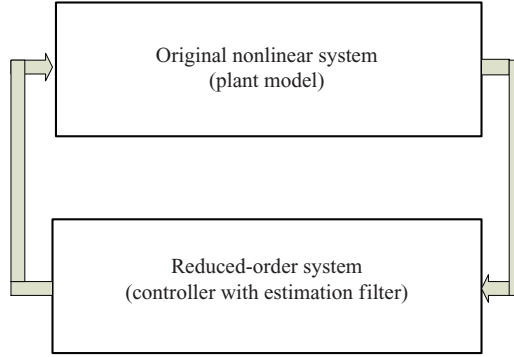 Original nonlinear system
(plant model)
Reduced-order system
(controller with estimation filter)